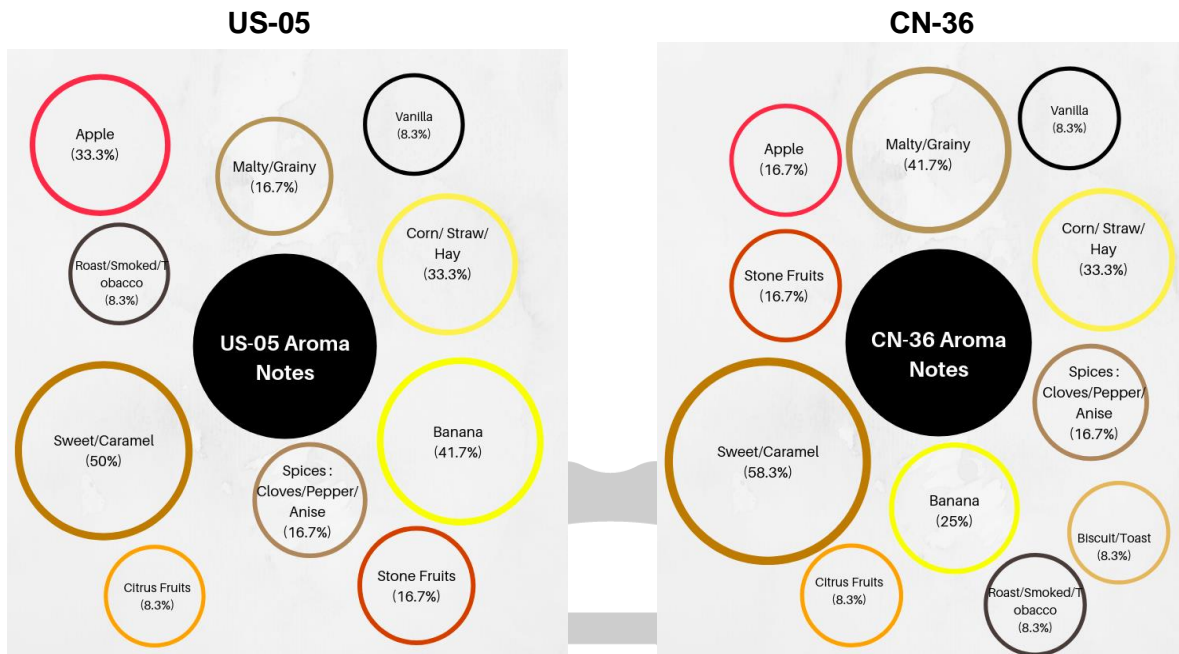 US-05
Apple
(33.3%)
Malty/Grainy
(16.7%)
Vanilla
(8.3%)
Roast/Smoked/T
obacco
(8.3%)
Corn/ Straw/
Hay
(33.3%)
US-05 Aroma
Notes
Sweet/Caramel
(50%)
Banana
(41.7%)
Spices :
Cloves/Pepper/
Anise
(16.7%)
Citrus Fruits
(8.3%)
Stone Fruits
(16.7%)
CN-36
Apple
(16.7%)
Malty/Grainy
(41.7%)
Vanilla
(8.3%)
Stone Fruits
(16.7%)
Corn/ Straw/
Hay
(33.3%)
CN-36 Aroma
Notes
Spices :
Cloves/Pepper/
Anise
(16.7%)
Sweet/Caramel
(58.3%)
Banana
(25%)
Biscuit/Toast
(8.3%)
Citrus Fruits
(8.3%)
Roast/Smoked/T
obacco
(8.3%)